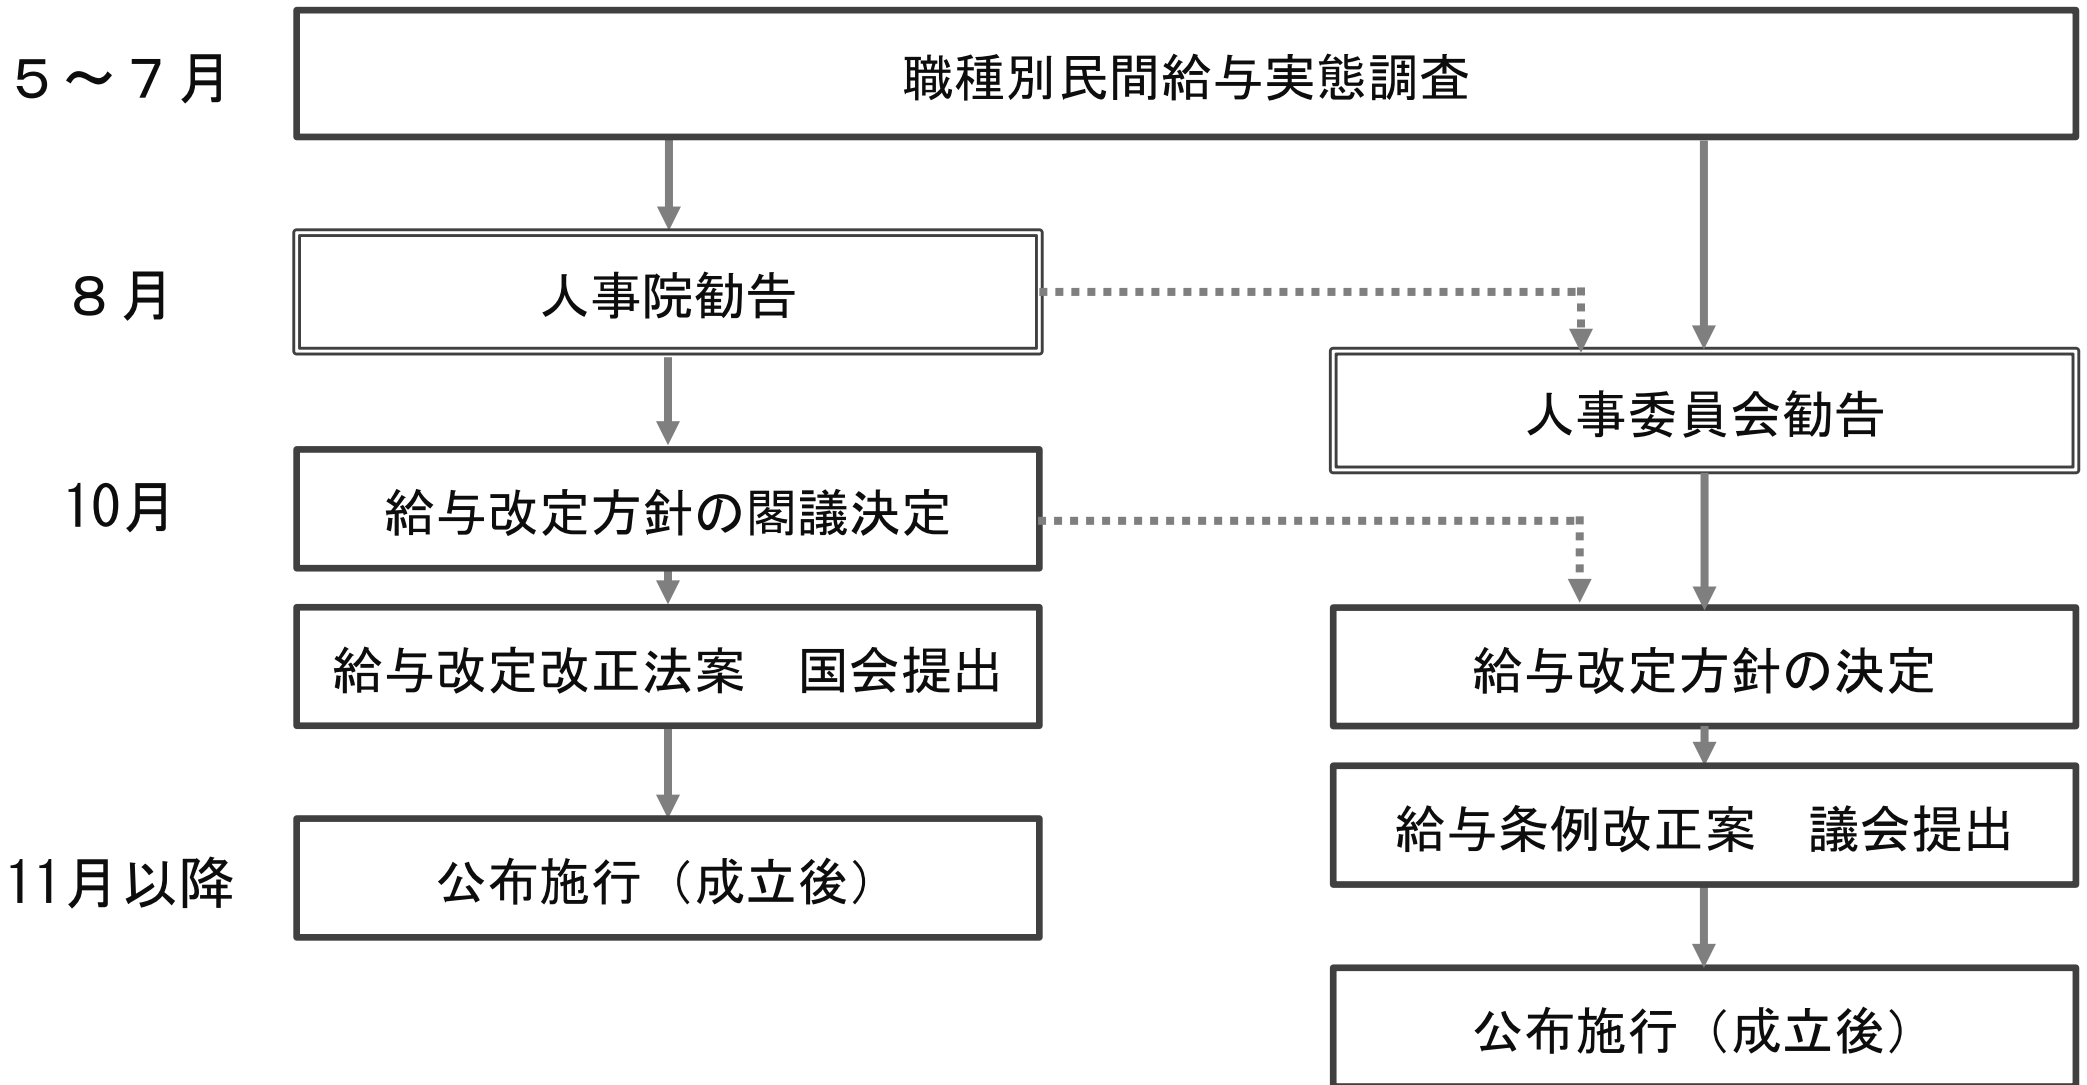 ５～７月
職種別民間給与実態調査
８月
人事院勧告
人事委員会勧告
10月
給与改定方針の閣議決定
給与改定改正法案　国会提出
給与改定方針の決定
給与条例改正案　議会提出
11月以降
公布施行（成立後）
公布施行（成立後）